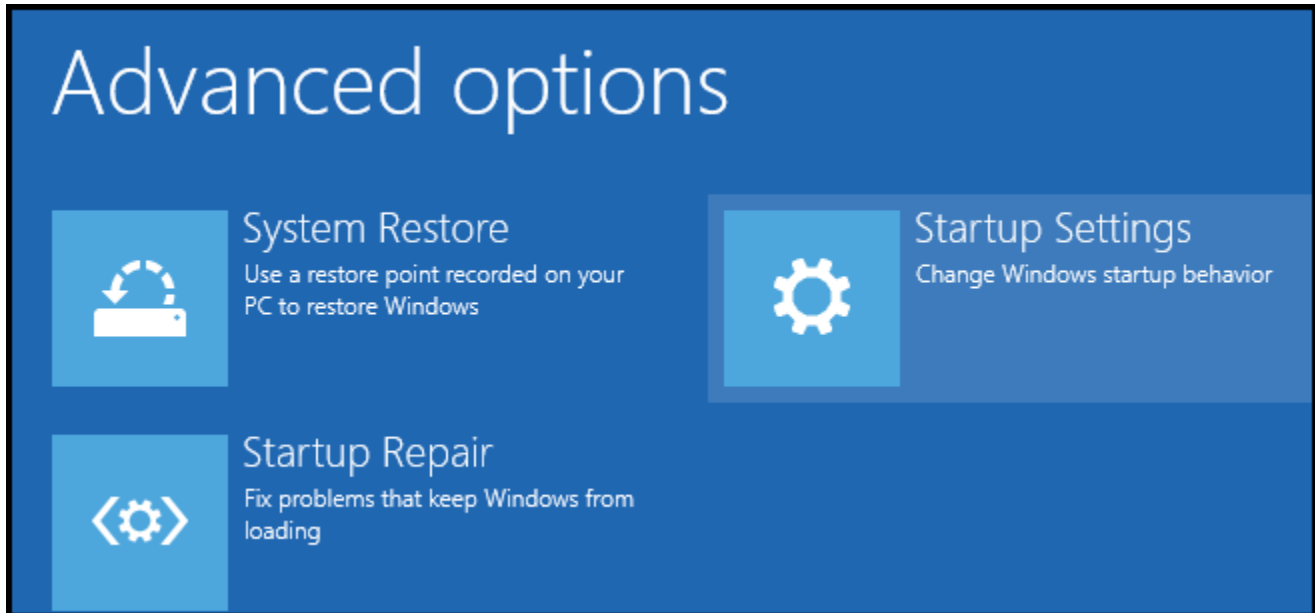 Advanced options
System Restore
Use a restore point recorded on your
PC to restore Windows
Startup Settings
Change Windows startup behavior
Startup Repair
Fix problems that keep Windows from
loading